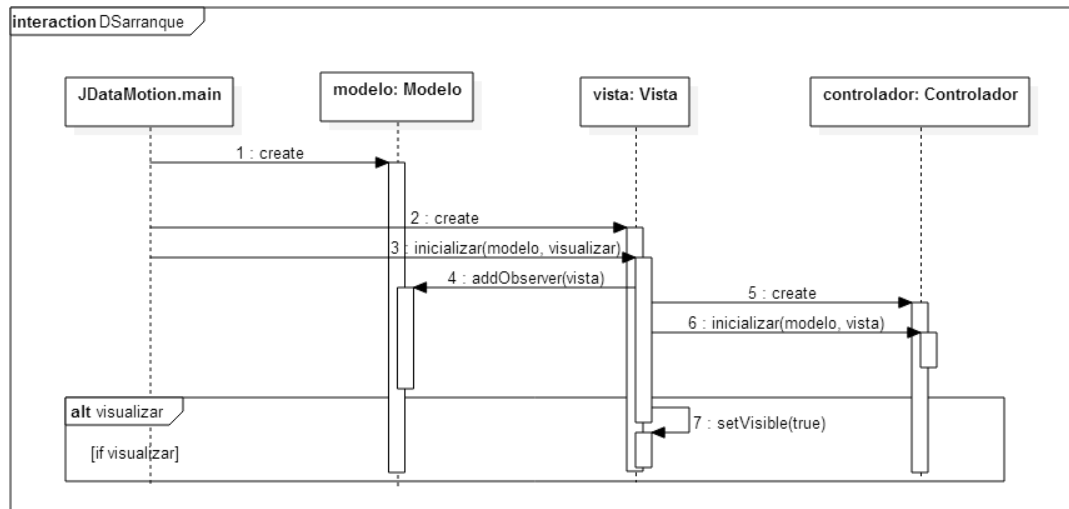 interaction DSarranque
JDataMotion.main
modelo: Modelo
vista: Vista
controlador: Controlador
1 : create
2 : create
3 : inicializar(modelo, visualizar)
4 : addObserver(vista)
5 : create
6 : inicializar(modelo, vista)
alt visualizar
7 : setVisible(true)
[if visualizar]